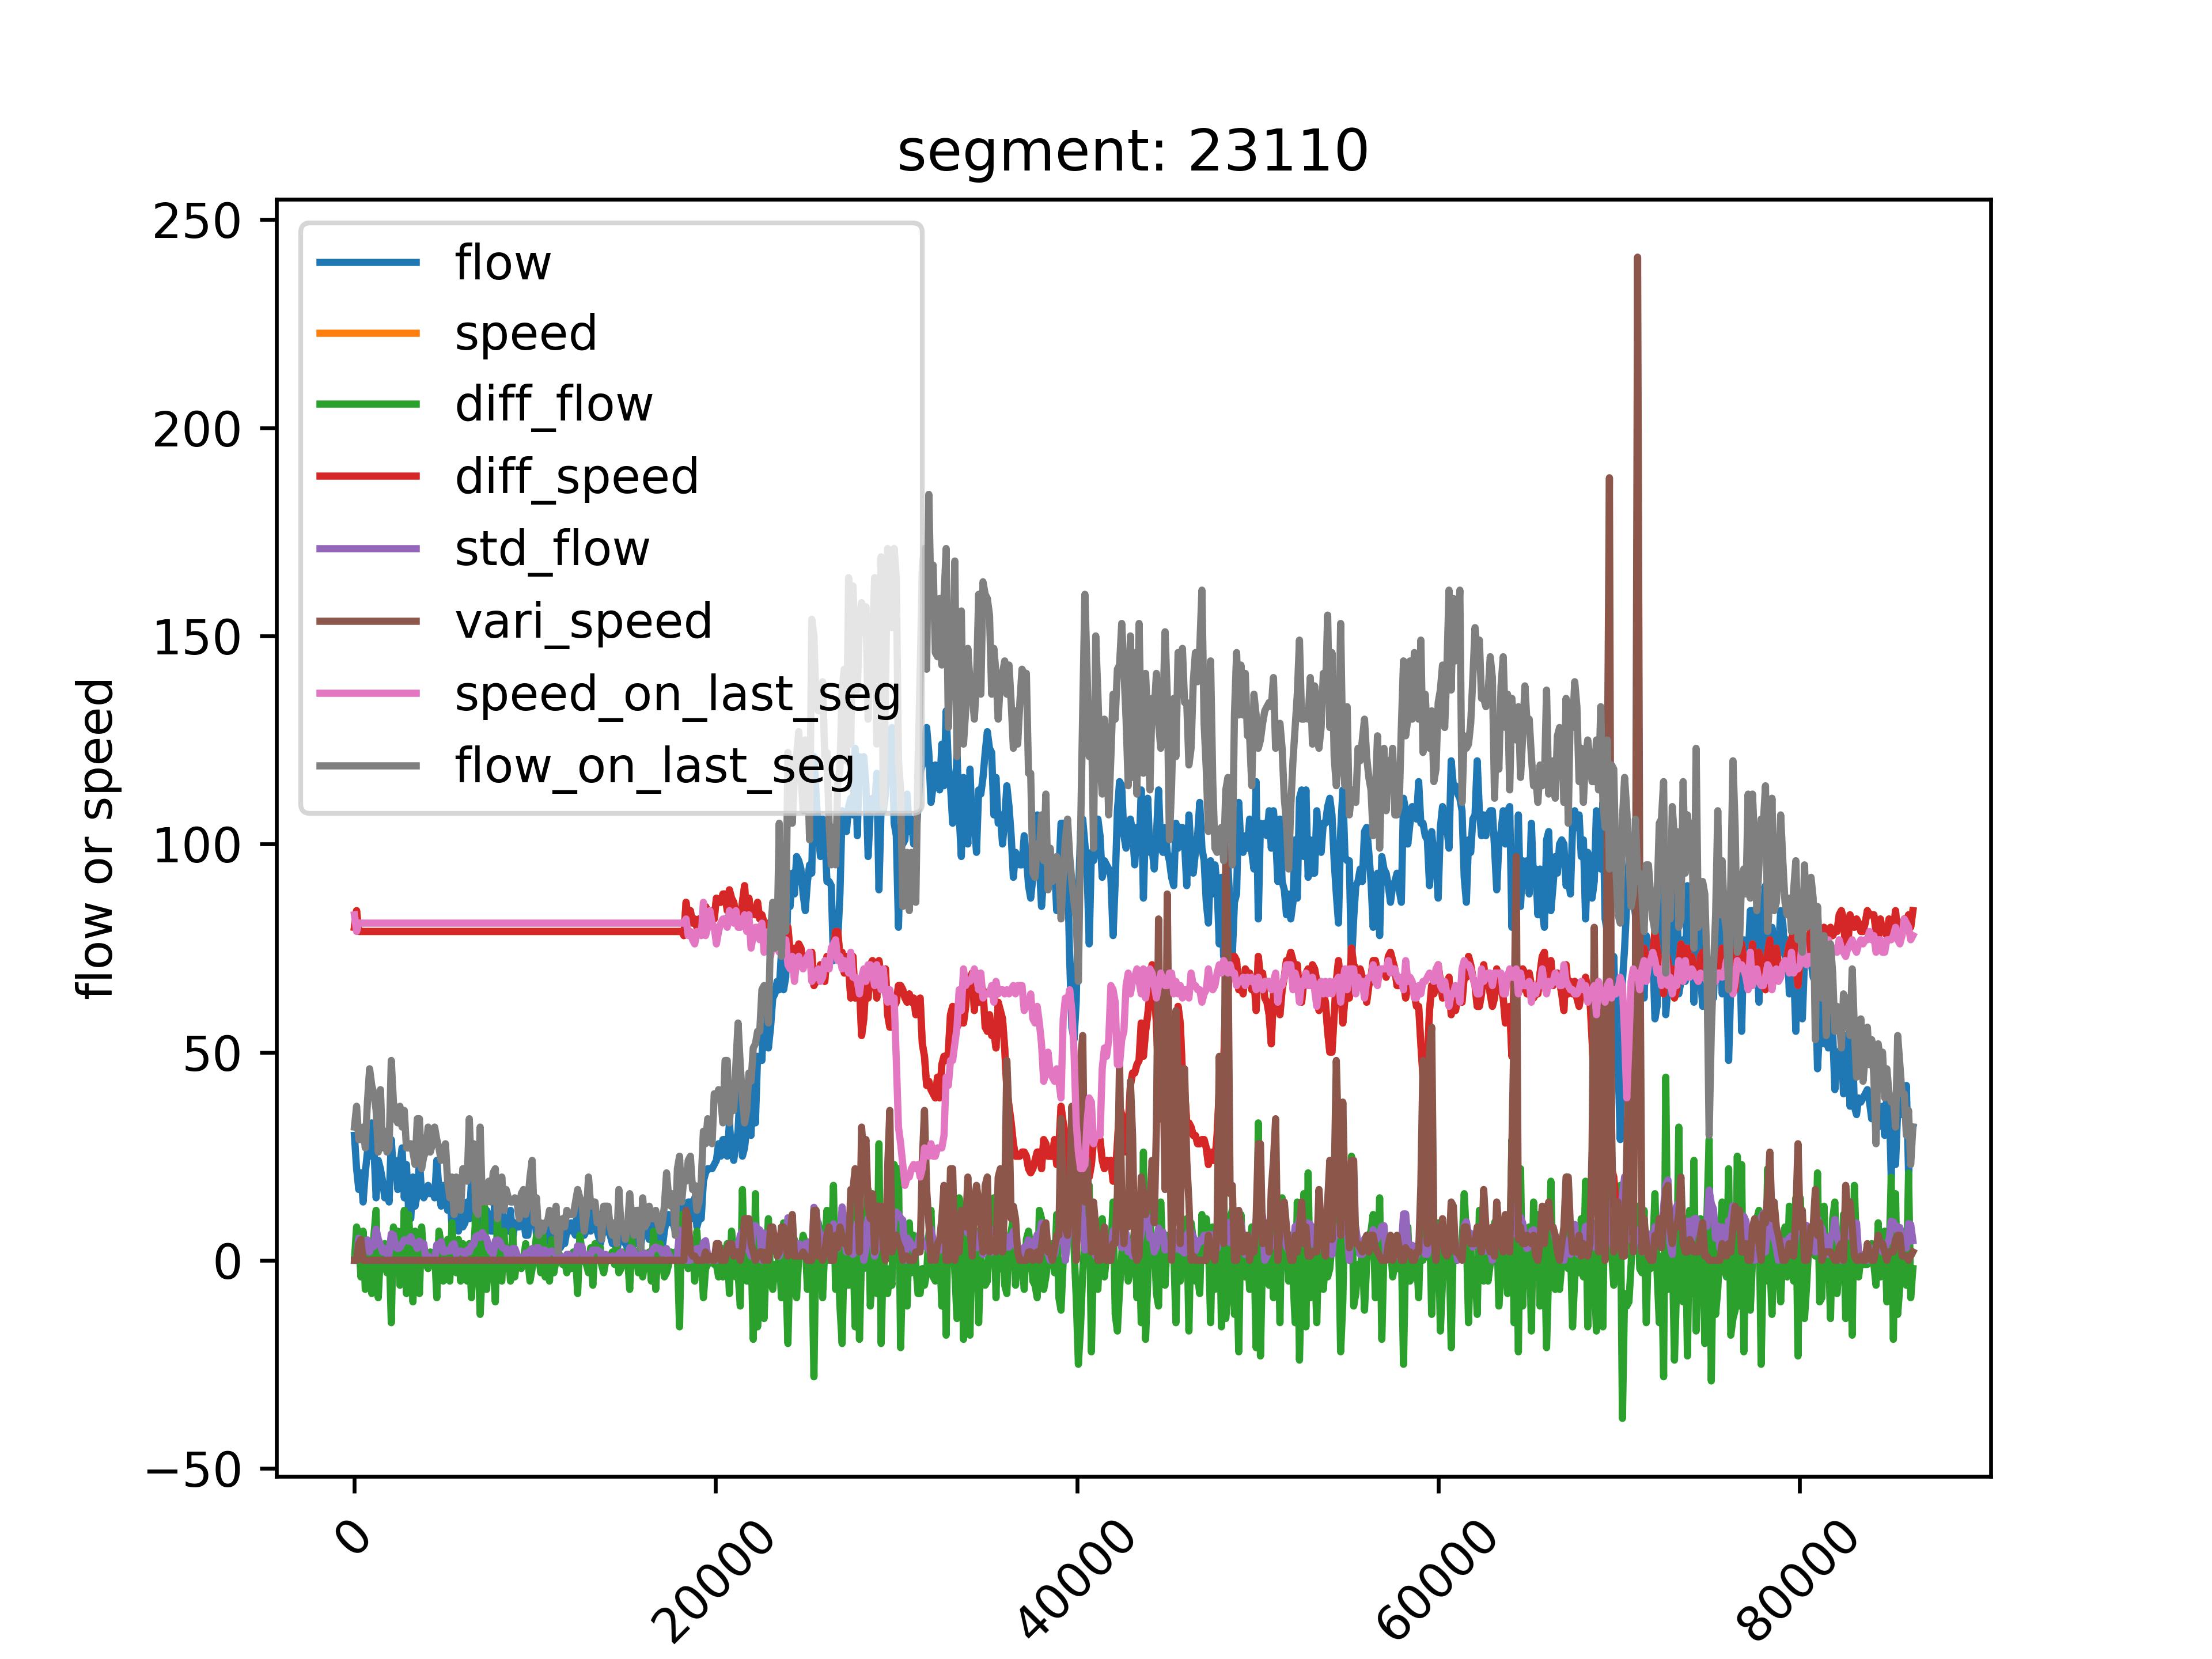 segment: 23110
250
200
150
100
50
0
−50
flow or speed
flow
speed
diff_flow
diff_speed
std_flow
vari_speed
speed_on_last_seg
flow_on_last_seg
0
20000
40000
60000
80000